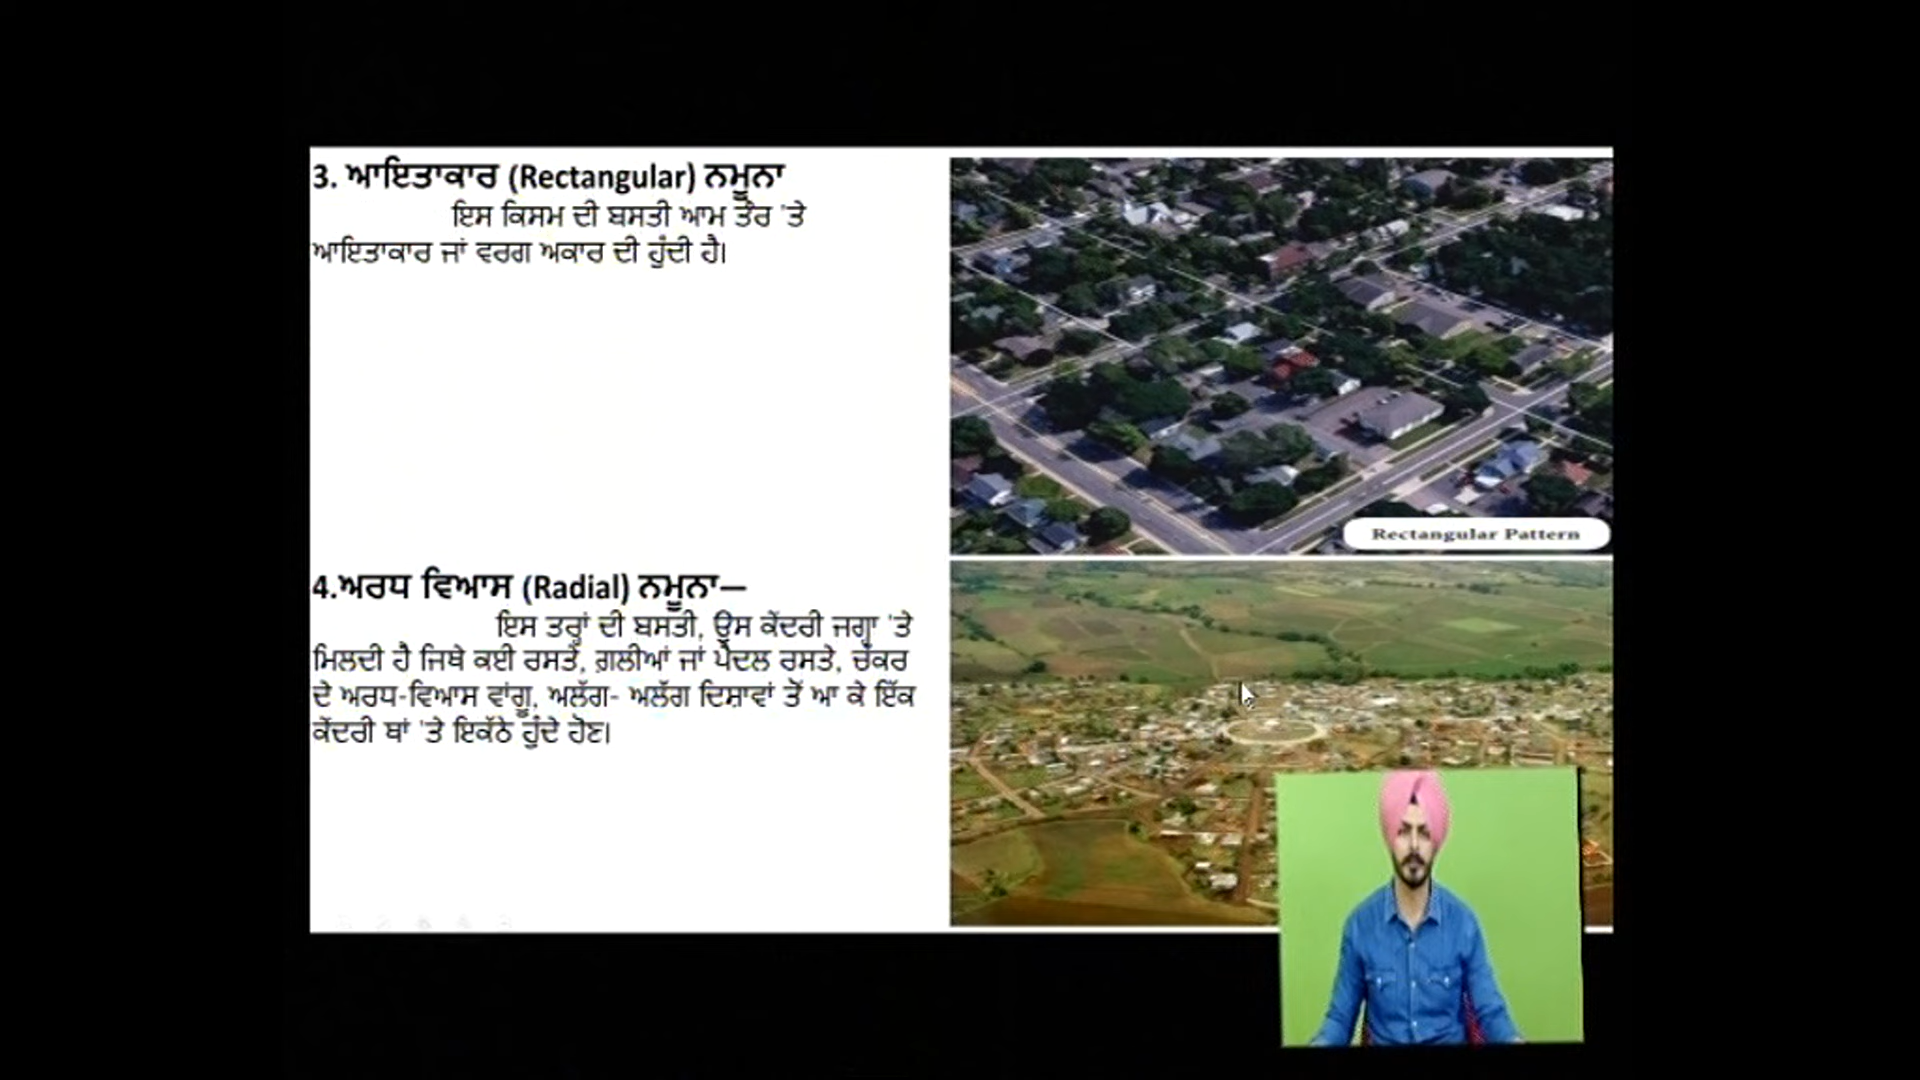 3. ਆਇਤਾਕਾਰ (Rectangular) ਨਮੂਨਾ
ਇਸ ਕਿਸਮ ਦੀ ਬਸਤੀ ਆਮ ਤੌਰ 'ਤੇ
ਆਇਤਾਕਾਰ ਜਾਂ ਵਰਗ ਅਕਾਰ ਦੀ ਹੁੰਦੀ ਹੈ।
Rectangular Pattern
4.ਅਰਧ ਵਿਆਸ (Radial) ਨਮੂਨਾ—
ਇਸ ਤਰ੍ਹਾਂ ਦੀ ਬਸਤੀ, ਉਸ ਕੇਂਦਰੀ ਜਗ੍ਹਾ 'ਤੇ
ਮਿਲਦੀ ਹੈ ਜਿਥੇ ਕਈ ਰਸਤੇ, ਗ਼ਲੀਆਂ ਜਾਂ ਪੈਦਲ ਰਸਤੇ, ਚੱਕਰ
ਦੇ ਅਰਧ-ਵਿਆਸ ਵਾਂਗੂ, ਅਲੱਗ- ਅਲੱਗ ਦਿਸ਼ਾਵਾਂ ਤੋਂ ਆ ਕੇ ਇੱਕ
ਕੇਂਦਰੀ ਥਾਂ 'ਤੇ ਇਕੱਠੇ ਹੁੰਦੇ ਹੋਣ।